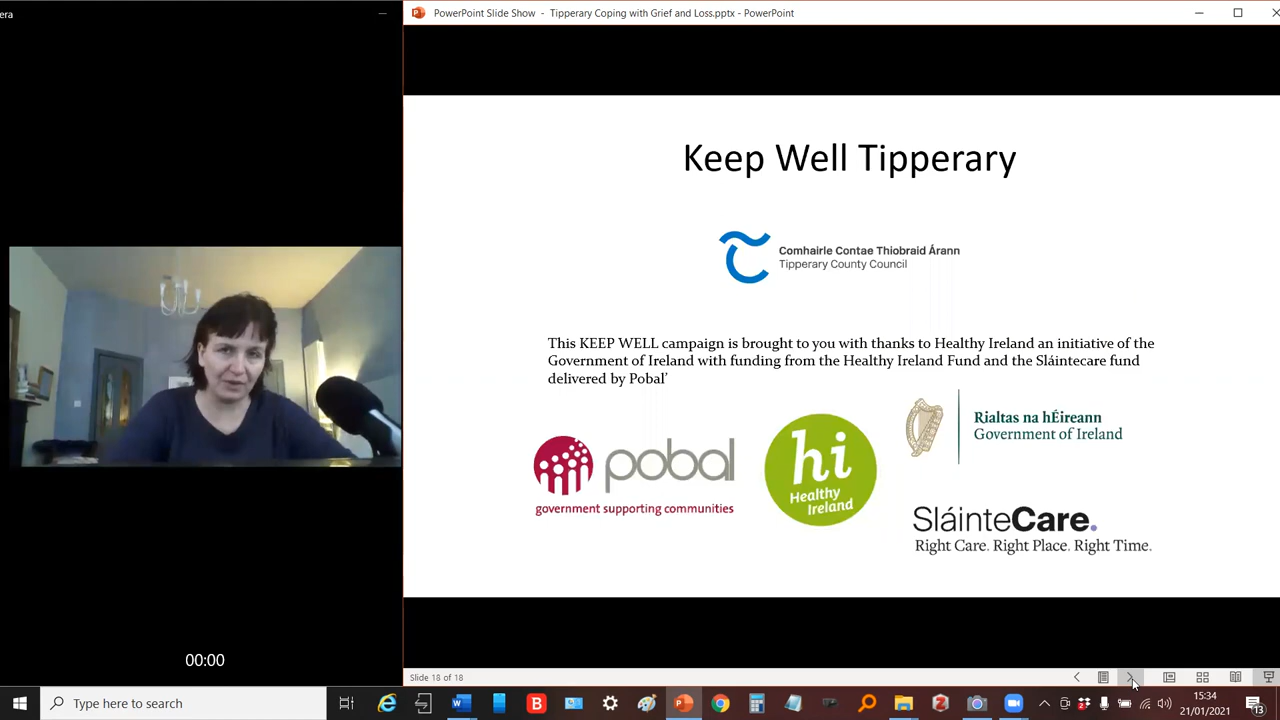 era
PowerPoint Slide Show - Tipperary Coping with Grief and Loss.pptx - PowerPoint
Keep Well Tipperary
Comhairle Contae Thiobraid Árann
Tipperary County Council
This KEEP WELL campaign is brought to you with thanks to Healthy Ireland an initiative of the
Government of Ireland with funding from the Healthy Ireland Fund and the Sláintecare fund
delivered by Pobal’
pobal
government supporting communities
hi
Healthy
Ireland
Rialtas na hÉireann
Government of Ireland
SláinteCare.
Right Care. Right Place. Right Time.
00:00
Slide 18 of 18
Type here to search
B
15:34
21/01/2021
13